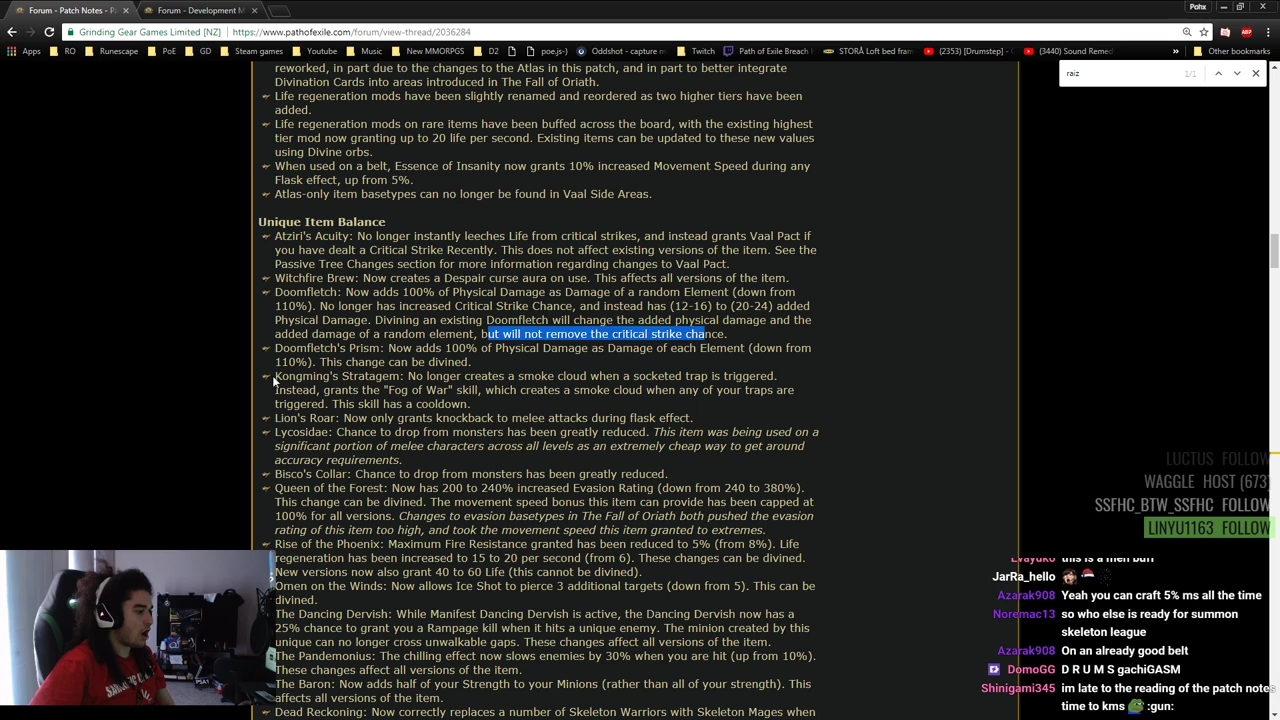 Forum - Patch Notes - P ×
Forum - Development M ×
Pohx
Grinding Gear Games Limited [NZ] | https://www.pathofexile.com/forum/view-thread/2036284
Apps RO Runescape PoE GD Steam games Youtube Music New MMORPGS D2 poe.js-) Oddshot - capture m Twitch Path of Exile Breach STORÅ Loft bed fram (2353) [Drumstep] - (3440) Sound Remed Other bookmarks
raiz 1/1
reworked, in part due to the changes to the Atlas in this patch, and in part to better integrate
Divination Cards into areas introduced in The Fall of Oriath.
Life regeneration mods have been slightly renamed and reordered as two higher tiers have been
added.
Life regeneration mods on rare items have been buffed across the board, with the existing highest
tier mod now granting up to 20 life per second. Existing items can be updated to these new values
using Divine orbs.
When used on a belt, Essence of Insanity now grants 10% increased Movement Speed during any
Flask effect, up from 5%.
Atlas-only item basetypes can no longer be found in Vaal Side Areas.
Unique Item Balance
Atziri's Acuity: No longer instantly leeches Life from critical strikes, and instead grants Vaal Pact if
you have dealt a Critical Strike Recently. This does not affect existing versions of the item. See the
Passive Tree Changes section for more information regarding changes to Vaal Pact.
Witchfire Brew: Now creates a Despair curse aura on use. This affects all versions of the item.
Doomfletch: Now adds 100% of Physical Damage as Damage of a random Element (down from
110%). No longer has increased Critical Strike Chance, and instead has (12-16) to (20-24) added
Physical Damage. Divining an existing Doomfletch will change the added physical damage and the
added damage of a random element, but will not remove the critical strike chance.
Doomfletch's Prism: Now adds 100% of Physical Damage as Damage of each Element (down from
110%). This change can be divined.
Kongming's Stratagem: No longer creates a smoke cloud when a socketed trap is triggered.
Instead, grants the "Fog of War" skill, which creates a smoke cloud when any of your traps are
triggered. This skill has a cooldown.
Lion's Roar: Now only grants knockback to melee attacks during flask effect.
Lycosidae: Chance to drop from monsters has been greatly reduced. This item was being used on a
significant portion of melee characters across all levels as an extremely cheap way to get around
accuracy requirements.
Bisco's Collar: Chance to drop from monsters has been greatly reduced.
Queen of the Forest: Now has 200 to 240% increased Evasion Rating (down from 240 to 380%).
This change can be divined. The movement speed bonus this item can provide has been capped at
100% for all versions. Changes to evasion basetypes in The Fall of Oriath both pushed the evasion
rating of this item too high, and took the movement speed this item granted to extremes.
Rise of the Phoenix: Maximum Fire Resistance granted has been reduced to 5% (from 8%). Life
regeneration has been increased to 15 to 20 per second (from 6). These changes can be divined.
New versions now also grant 40 to 60 Life (this cannot be divined).
Omen on the Winds: Now allows Ice Shot to pierce 3 additional targets (down from 5). This can be
divined.
The Dancing Dervish: While Manifest Dancing Dervish is active, the Dancing Dervish now has a
25% chance to grant you a Rampage kill when it hits a unique enemy. The minion created by this
unique can no longer cross unwalkable gaps. These changes affect all versions of the item.
The Pandemonius: The chilling effect now slows enemies by 30% when you are hit (up from 10%).
These changes affect all versions of the item.
The Baron: Now adds half of your Strength to your Minions (rather than all of your strength). This
affects all versions of the item.
Dead Reckoning: Now correctly replaces a number of Skeleton Warriors with Skeleton Mages when
LUCTUS FOLLOW
WAGGLE HOST (673)
SSFHC_BTW_SSFHC FOLLOW
LINYU1163 FOLLOW
JarRa_hello
Azarak908 Yeah you can craft 5% ms all the
time
Noremac13 so who else is ready for summon
skeleton league
Azarak908 On an already good belt
DomoGG D R U M S gachiGASM
Shinigami345 im late to the reading of the patch notes
time to kms :gun: